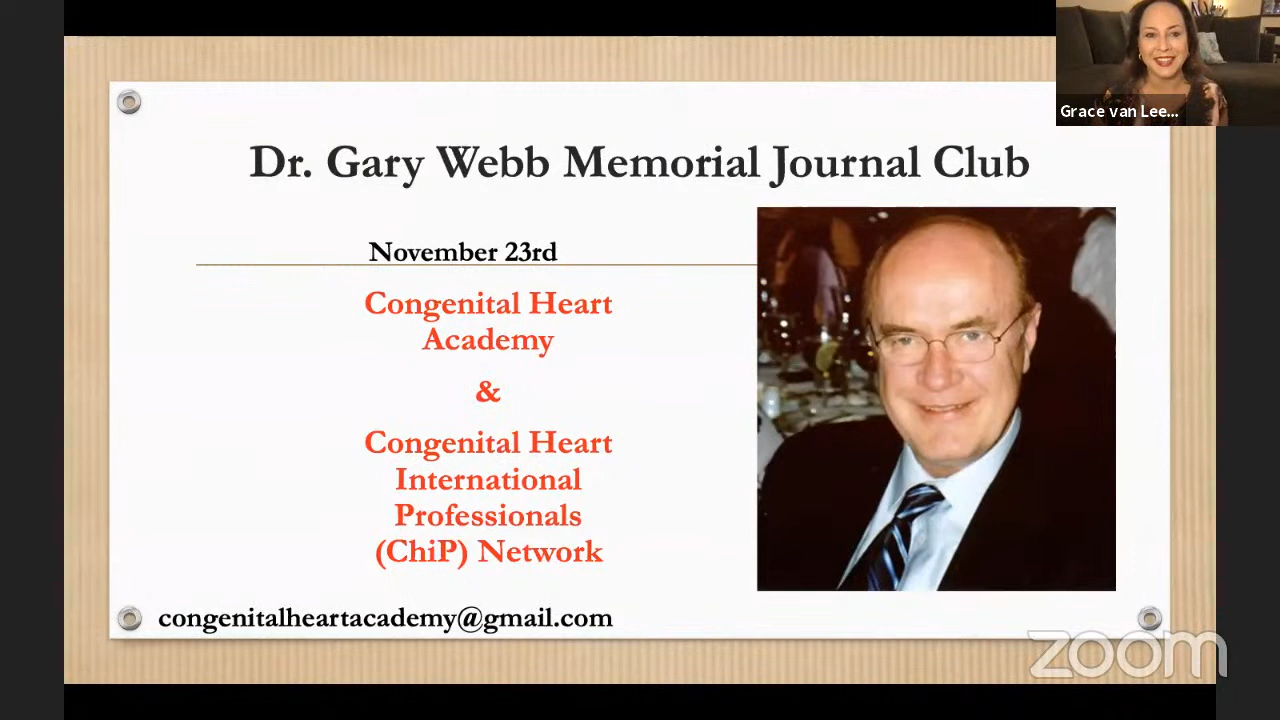 Grace van Lee...
Dr. Gary Webb Memorial Journal Club
November 23rd
Congenital Heart
Academy
&
Congenital Heart
International
Professionals
(ChiP) Network
congenitalheartacademy@gmail.com
zoom